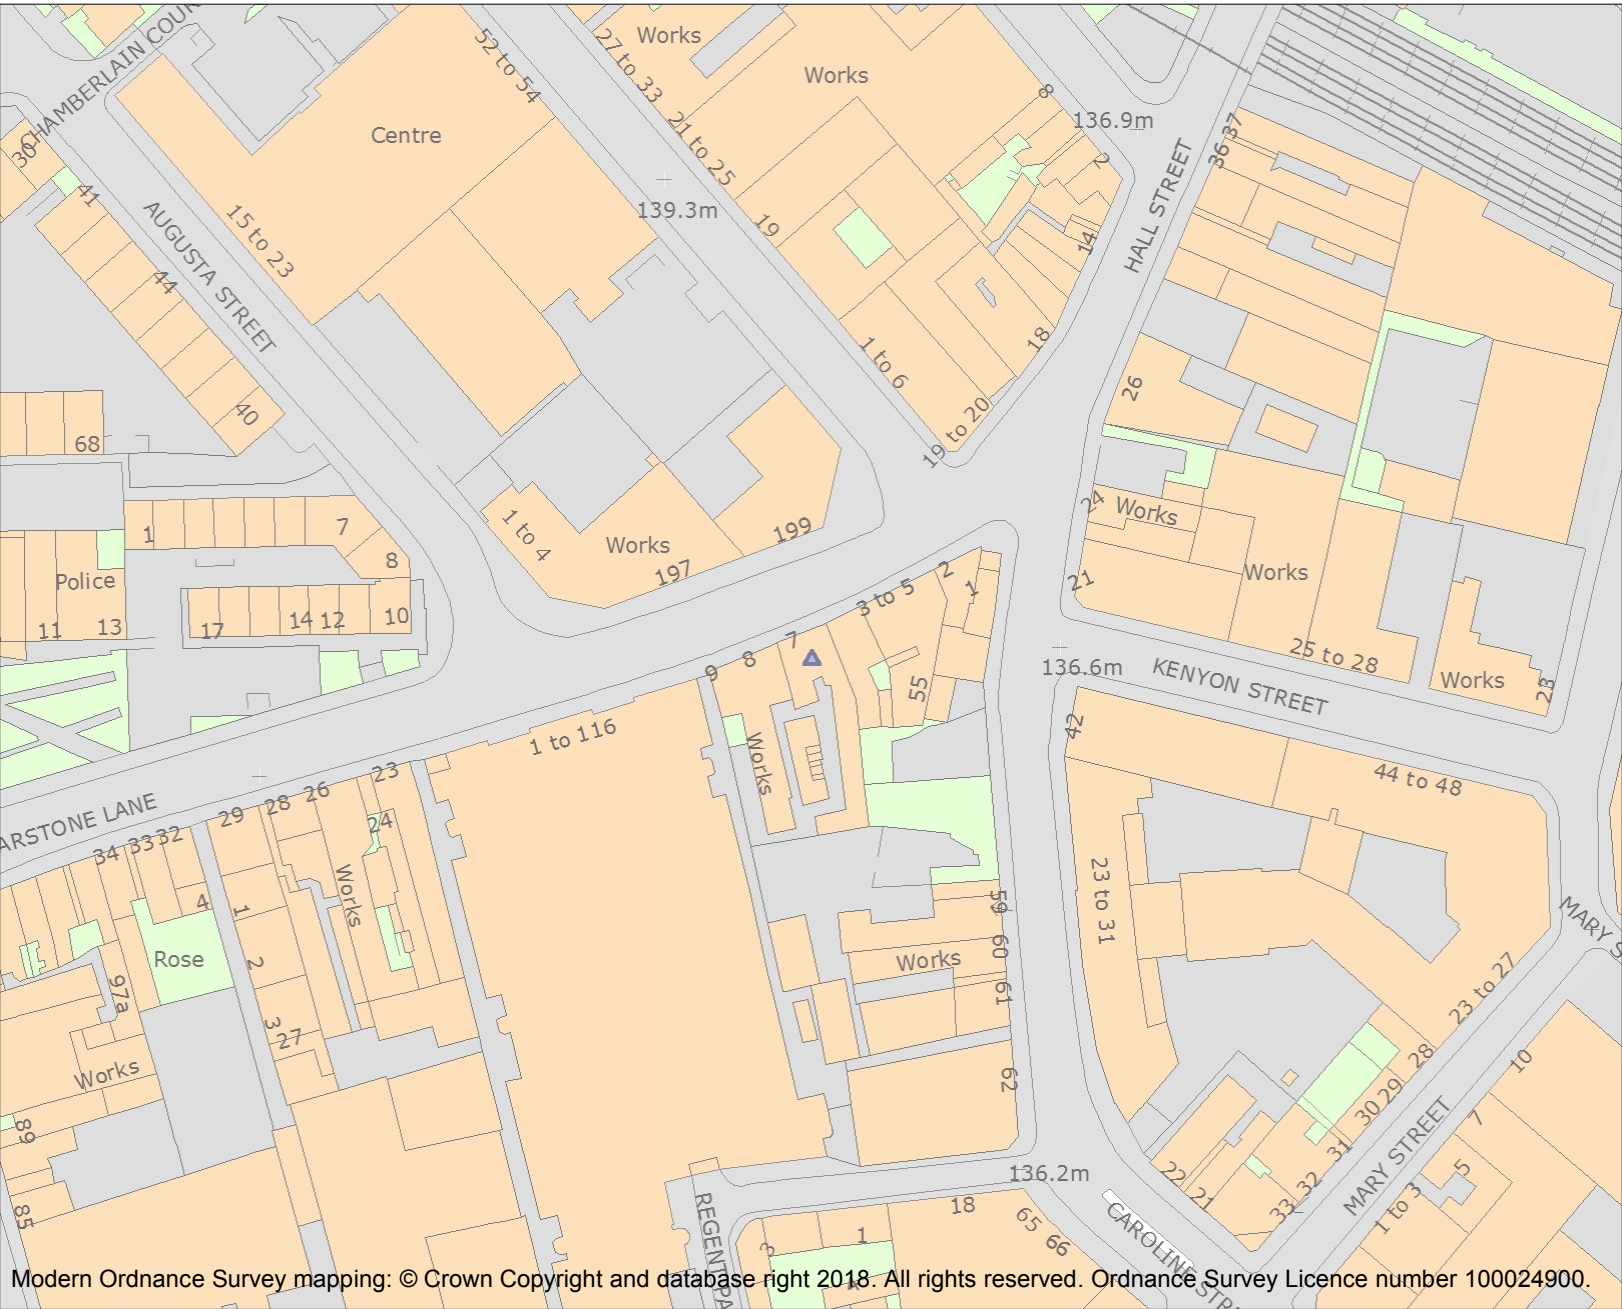 CHAMBERLAIN COUR
52 to 54
27 to 33
Works
Works
8
136.9m
36 37
30
Centre
21 to 25
2
41
AUGUSTA STREET
15 to 23
139.3m
19
14
HALL STREET
44
1 to 6
18
26
40
19 to 20
68
24
Works
1
7
1 to 4
Works
199
197
8
Police
2
1
3 to 5
21
Works
11
13
17
14
12
10
7
8
9
55
136.6m
25 to 28
KENYON STREET
Works
23
42
1 to 116
Works
44 to 48
ARSTONE LANE
23
26
28
29
32
33
34
24
Works
23 to 31
59
MARY S
4
1
60
Works
Rose
2
61
97a
3
27
23 to 27
Works
62
28
10
29
30
7
89
31
MARY STREET
136.2m
22
21
32
33
5
1 to 3
85
REGENT PA
18
65
66
CAROLINE STR
3
1
4
Modern Ordnance Survey mapping: © Crown Copyright and database right 2018. All rights reserved. Ordnance Survey Licence number 100024900.